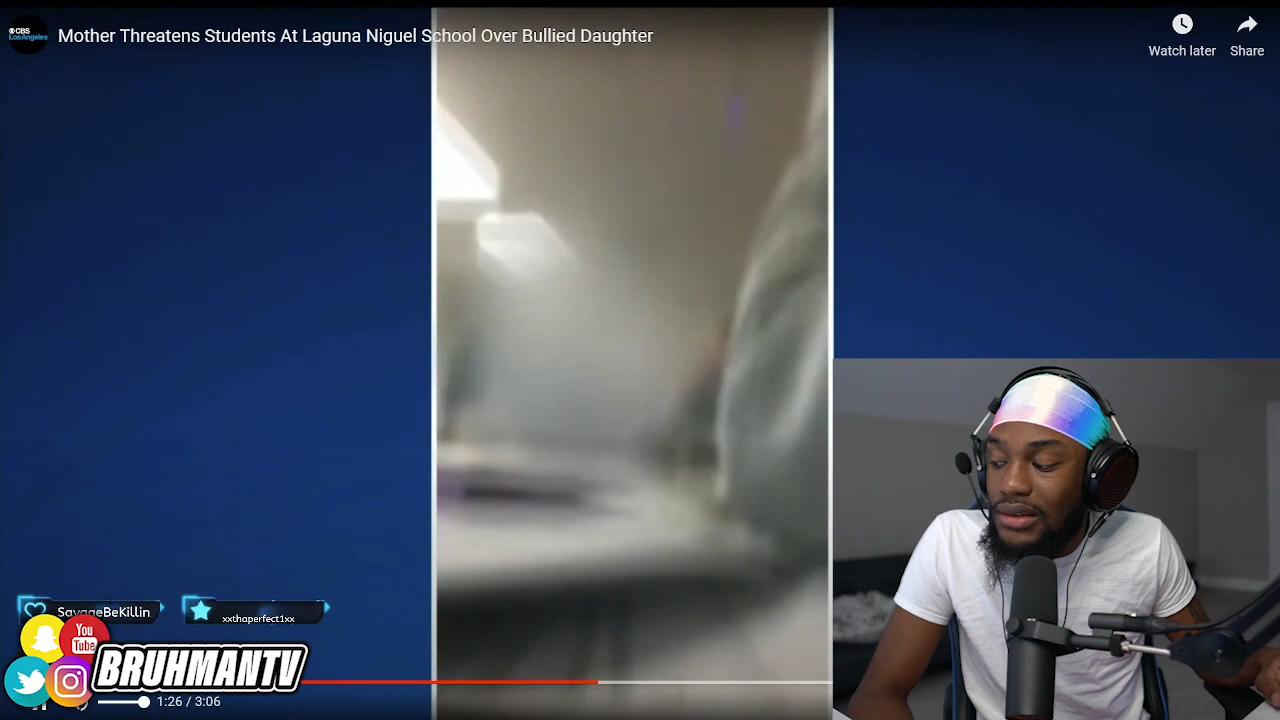 CBS
Los Angeles
Mother Threatens Students At Laguna Niguel School Over Bullied Daughter
Watch later
Share
SavageBeKillin
xxthaperfect1xx
You
Tube
BRUHMANTV
1:26 / 3:06